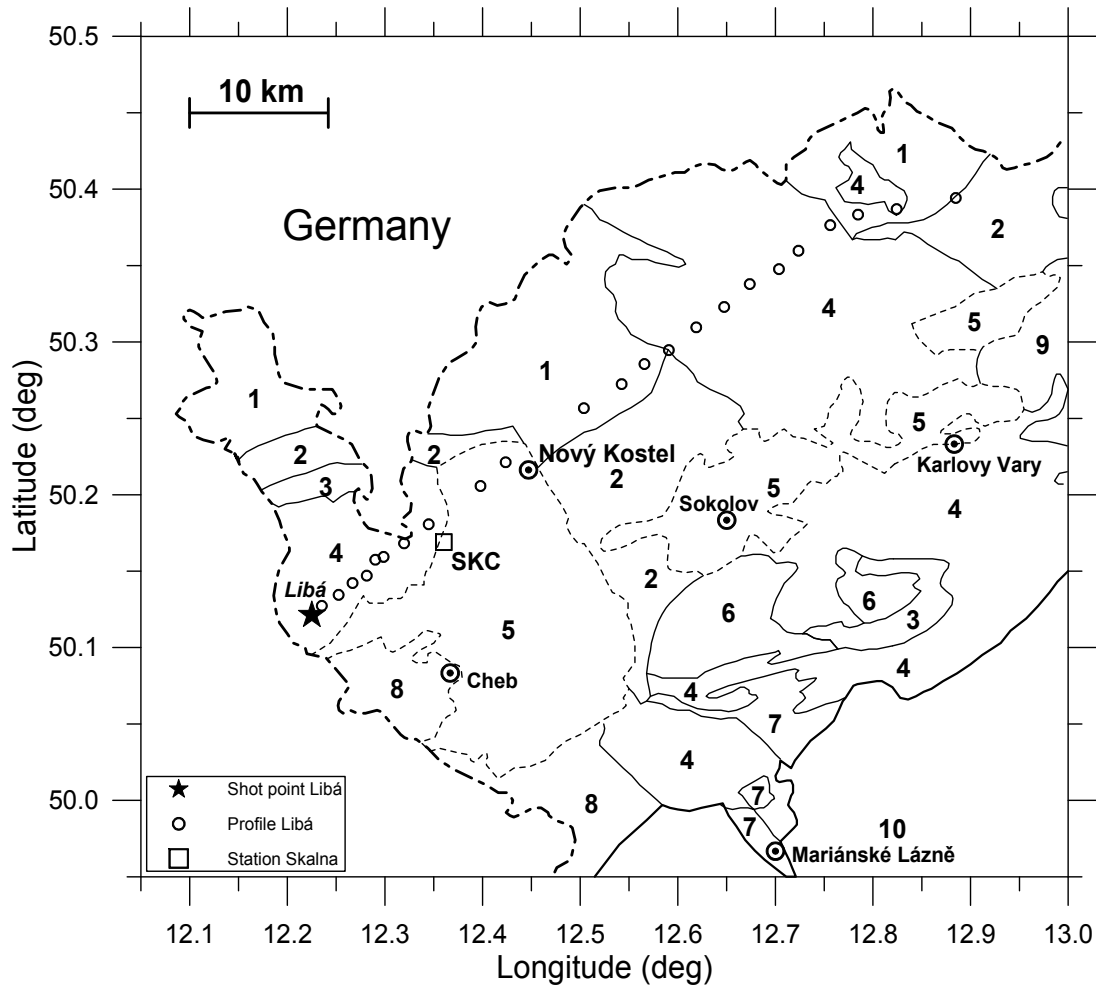 50.5
10 km
1
50.4
4
Germany
2
4
5
50.3
9
1
1
5
2
2
Nový Kostel
Karlovy Vary
2
3
5
50.2
Sokolov
4
SKC
4
2
Libá
6
6
3
5
50.1
4
Cheb
8
4
7
4
Shot point Libá
7
50.0
8
Profile Libá
7
10
Mariánské Lázně
Station Skalna
12.1 12.2 12.3 12.4 12.5 12.6 12.7 12.8 12.9 13.0
Longitude (deg)
Latitude (deg)